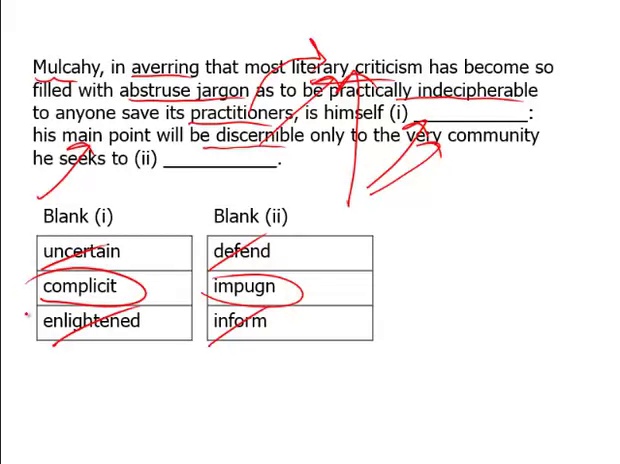 Mulcahy, in averring that most literary criticism has become so
filled with abstruse jargon as to be practically indecipherable
to anyone save its practitioners, is himself (i) ____________:
his main point will be discernible only to the very community
he seeks to (ii) ____________.
Blank (i) Blank (ii)
uncertain defend
complicit impugn
enlightened inform